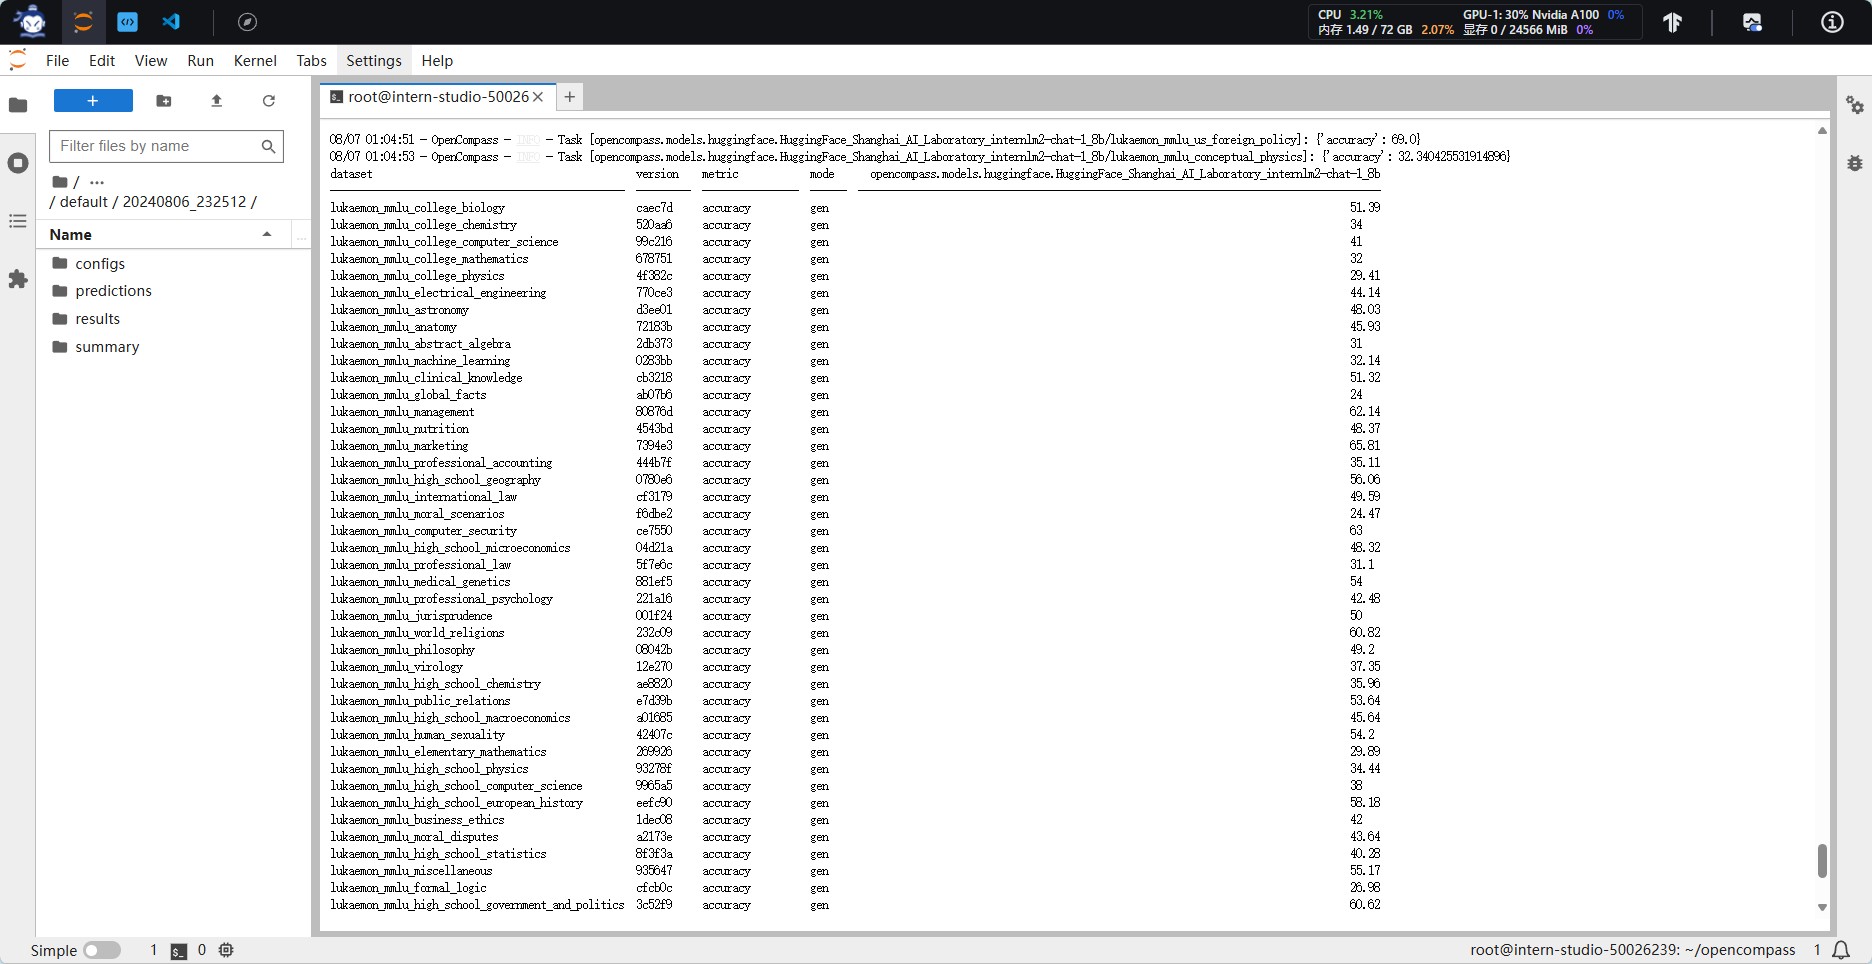 CPU 3.21% GPU-1: 30% Nvidia A100 0%
内存 1.49 / 72 GB 2.07% 显存 0 / 24566 MiB 0%
File Edit View Run Kernel Tabs Settings Help
root@intern-studio-50026
Filter files by name
/ ···
/ default / 20240806_232512 /
Name
configs
predictions
results
summary
08/07 01:04:51 - OpenCompass - INFO - Task [opencompass.models.huggingface.HuggingFace_Shanghai_AI_Laboratory_internlm2-chat-1_8b/lukaemon_mmlu_us_foreign_policy]: {'accuracy': 69.0}
08/07 01:04:53 - OpenCompass - INFO - Task [opencompass.models.huggingface.HuggingFace_Shanghai_AI_Laboratory_internlm2-chat-1_8b/lukaemon_mmlu_conceptual_physics]: {'accuracy': 32.340425531914896}
dataset version metric mode opencompass.models.huggingface.HuggingFace_Shanghai_AI_Laboratory_internlm2-chat-1_8b
lukaemon_mmlu_college_biology caec7d accuracy gen 51.39
lukaemon_mmlu_college_chemistry 520aa6 accuracy gen 34
lukaemon_mmlu_college_computer_science 99c216 accuracy gen 41
lukaemon_mmlu_college_mathematics 678751 accuracy gen 32
lukaemon_mmlu_college_physics 4f382c accuracy gen 29.41
lukaemon_mmlu_electrical_engineering 770ce3 accuracy gen 44.14
lukaemon_mmlu_astronomy d3ee01 accuracy gen 48.03
lukaemon_mmlu_anatomy 72183b accuracy gen 45.93
lukaemon_mmlu_abstract_algebra 2db373 accuracy gen 31
lukaemon_mmlu_machine_learning 0283bb accuracy gen 32.14
lukaemon_mmlu_clinical_knowledge cb3218 accuracy gen 51.32
lukaemon_mmlu_global_facts ab07b6 accuracy gen 24
lukaemon_mmlu_management 80876d accuracy gen 62.14
lukaemon_mmlu_nutrition 4543bd accuracy gen 48.37
lukaemon_mmlu_marketing 7394e3 accuracy gen 65.81
lukaemon_mmlu_professional_accounting 444b7f accuracy gen 35.11
lukaemon_mmlu_high_school_geography 0780e6 accuracy gen 56.06
lukaemon_mmlu_international_law cf3179 accuracy gen 49.59
lukaemon_mmlu_moral_scenarios f6dbe2 accuracy gen 24.47
lukaemon_mmlu_computer_security ce7550 accuracy gen 63
lukaemon_mmlu_high_school_microeconomics 04d21a accuracy gen 48.32
lukaemon_mmlu_professional_law 5f7e6c accuracy gen 31.1
lukaemon_mmlu_medical_genetics 881ef5 accuracy gen 54
lukaemon_mmlu_professional_psychology 221a16 accuracy gen 42.48
lukaemon_mmlu_jurisprudence 001f24 accuracy gen 50
lukaemon_mmlu_world_religions 232c09 accuracy gen 60.82
lukaemon_mmlu_philosophy 08042b accuracy gen 49.2
lukaemon_mmlu_virology 12e270 accuracy gen 37.35
lukaemon_mmlu_high_school_chemistry ae8820 accuracy gen 35.96
lukaemon_mmlu_public_relations e7d39b accuracy gen 53.64
lukaemon_mmlu_high_school_macroeconomics a01685 accuracy gen 45.64
lukaemon_mmlu_human_sexuality 42407c accuracy gen 54.2
lukaemon_mmlu_elementary_mathematics 269926 accuracy gen 29.89
lukaemon_mmlu_high_school_physics 93278f accuracy gen 34.44
lukaemon_mmlu_high_school_computer_science 9965a5 accuracy gen 38
lukaemon_mmlu_high_school_european_history eefc90 accuracy gen 58.18
lukaemon_mmlu_business_ethics 1dec08 accuracy gen 42
lukaemon_mmlu_moral_disputes a2173e accuracy gen 43.64
lukaemon_mmlu_high_school_statistics 8f3f3a accuracy gen 40.28
lukaemon_mmlu_miscellaneous 935647 accuracy gen 55.17
lukaemon_mmlu_formal_logic cfcb0c accuracy gen 26.98
lukaemon_mmlu_high_school_government_and_politics 3c52f9 accuracy gen 60.62
Simple 1 0 root@intern-studio-50026239: ~/opencompass 1